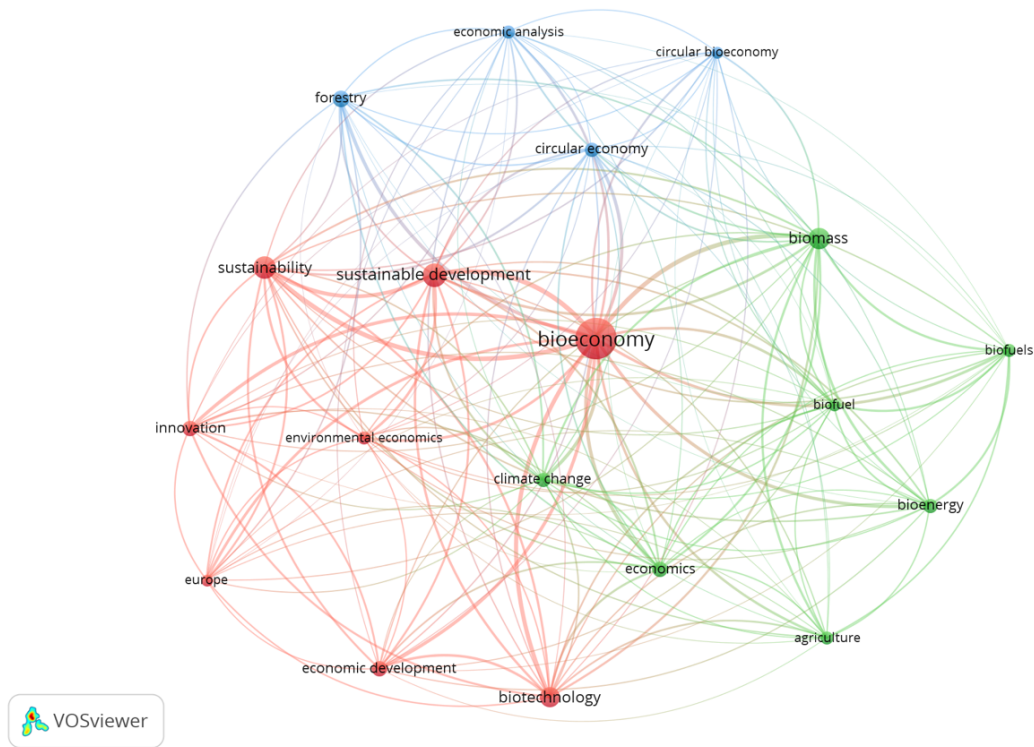 economic analysis
circular bioeconomy
forestry
circular economy
biomass
sustainability
sustainable development
bioeconomy
biofuels
biofuel
innovation
environmental economics
climate change
bioenergy
economics
europe
agriculture
economic development
biotechnology
VOSviewer